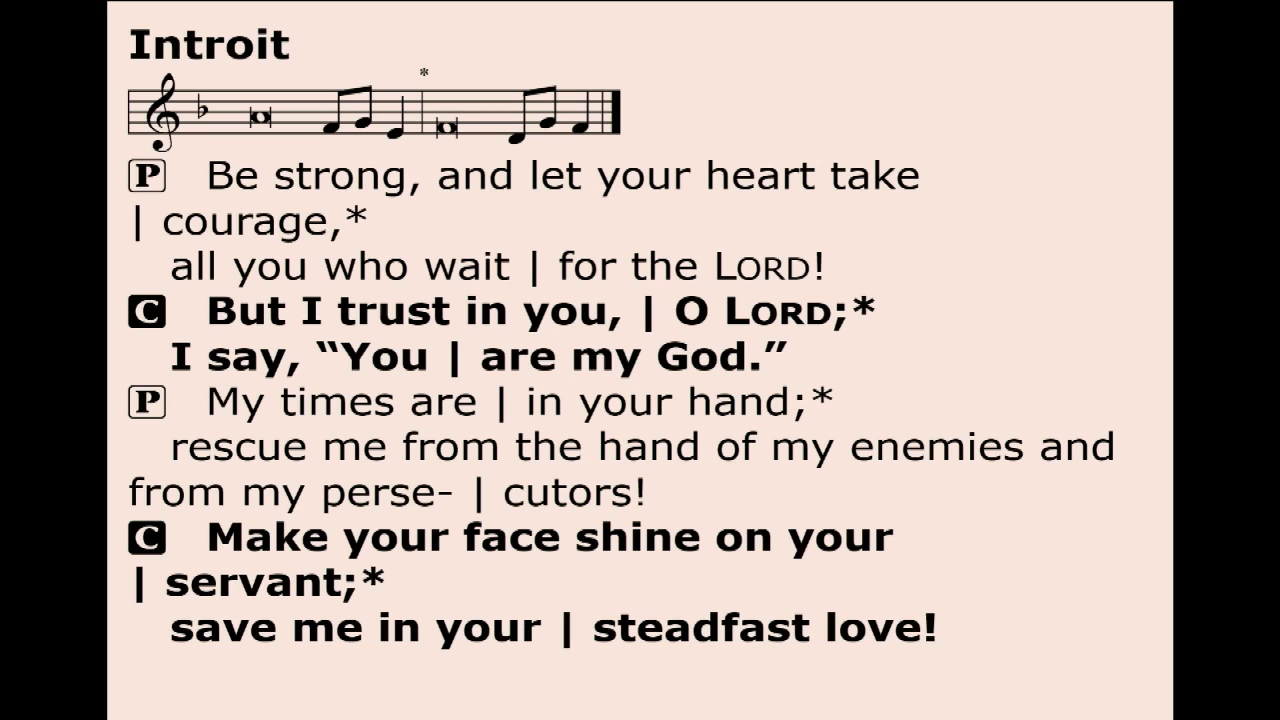 Introit
*
P Be strong, and let your heart take
| courage,*
all you who wait | for the LORD!
C But I trust in you, | O LORD;*
I say, “You | are my God.”
P My times are | in your hand;*
rescue me from the hand of my enemies and
from my perse- | cutors!
C Make your face shine on your
| servant;*
save me in your | steadfast love!